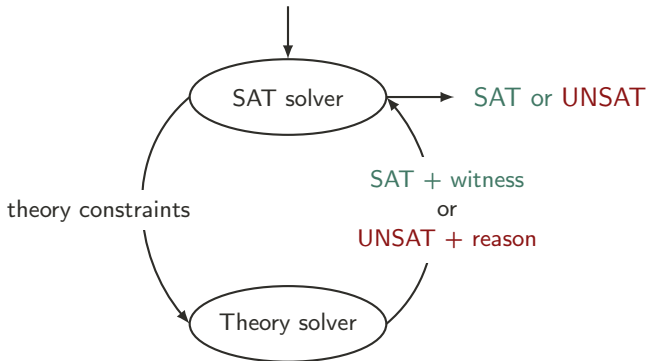 SAT solver
SAT or UNSAT
SAT + witness
or
UNSAT + reason
theory constraints
Theory solver